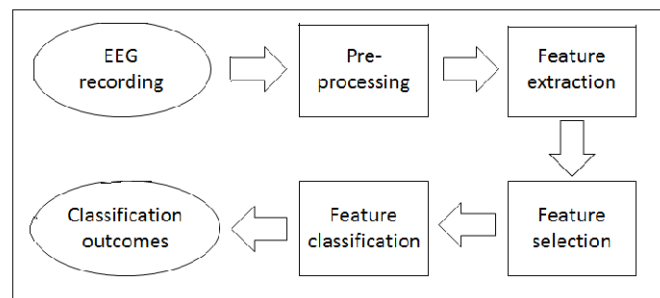 EEG
recording
Pre-
processing
Feature
extraction
Feature
selection
Feature
classification
Classification
outcomes